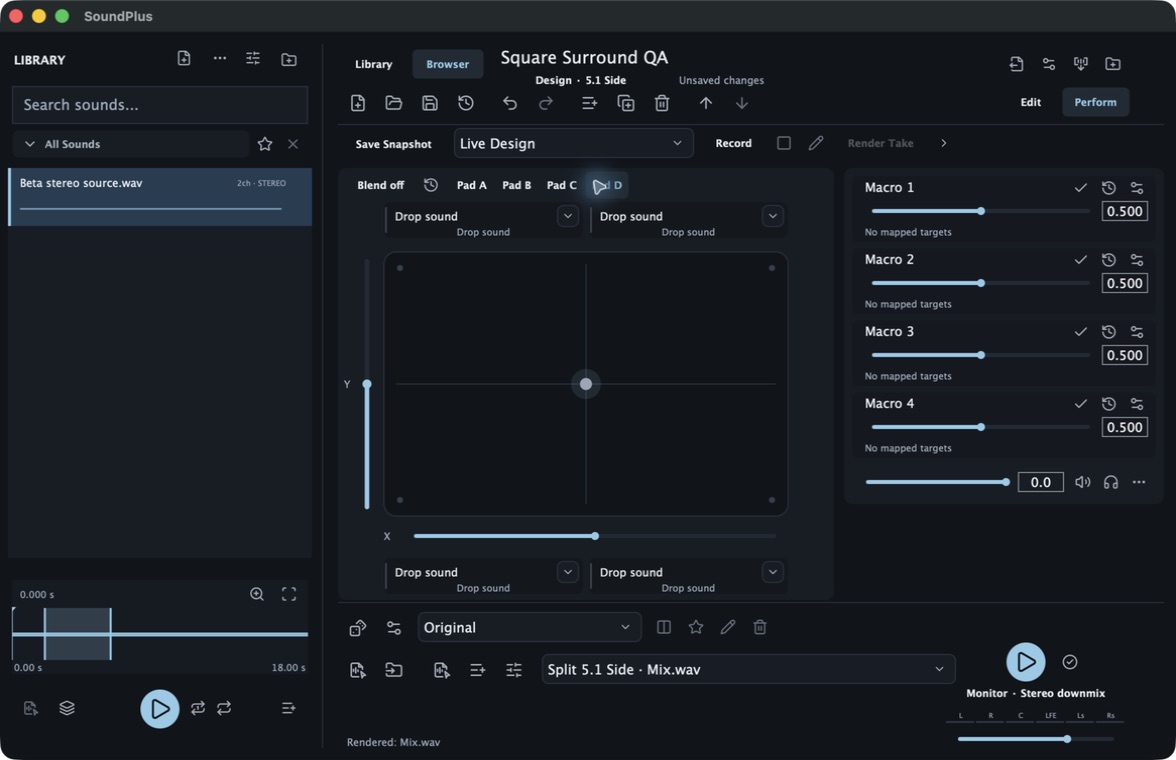 SoundPlus
LIBRARY
Search sounds...
All Sounds
Beta stereo source.wav
2ch · STEREO
0.000 s
0.00 s
18.00 s
Library
Browser
Square Surround QA
Design · 5.1 Side
Unsaved changes
Edit
Perform
Save Snapshot
Live Design
Record
Render Take
Blend off
Pad A
Pad B
Pad C
D
Drop sound
Drop sound
Drop sound
Drop sound
Y
X
Drop sound
Drop sound
Drop sound
Drop sound
Macro 1
0.500
No mapped targets
Macro 2
0.500
No mapped targets
Macro 3
0.500
No mapped targets
Macro 4
0.500
No mapped targets
0.0
Original
Split 5.1 Side · Mix.wav
Rendered: Mix.wav
Monitor · Stereo downmix
L R C LFE Ls Rs